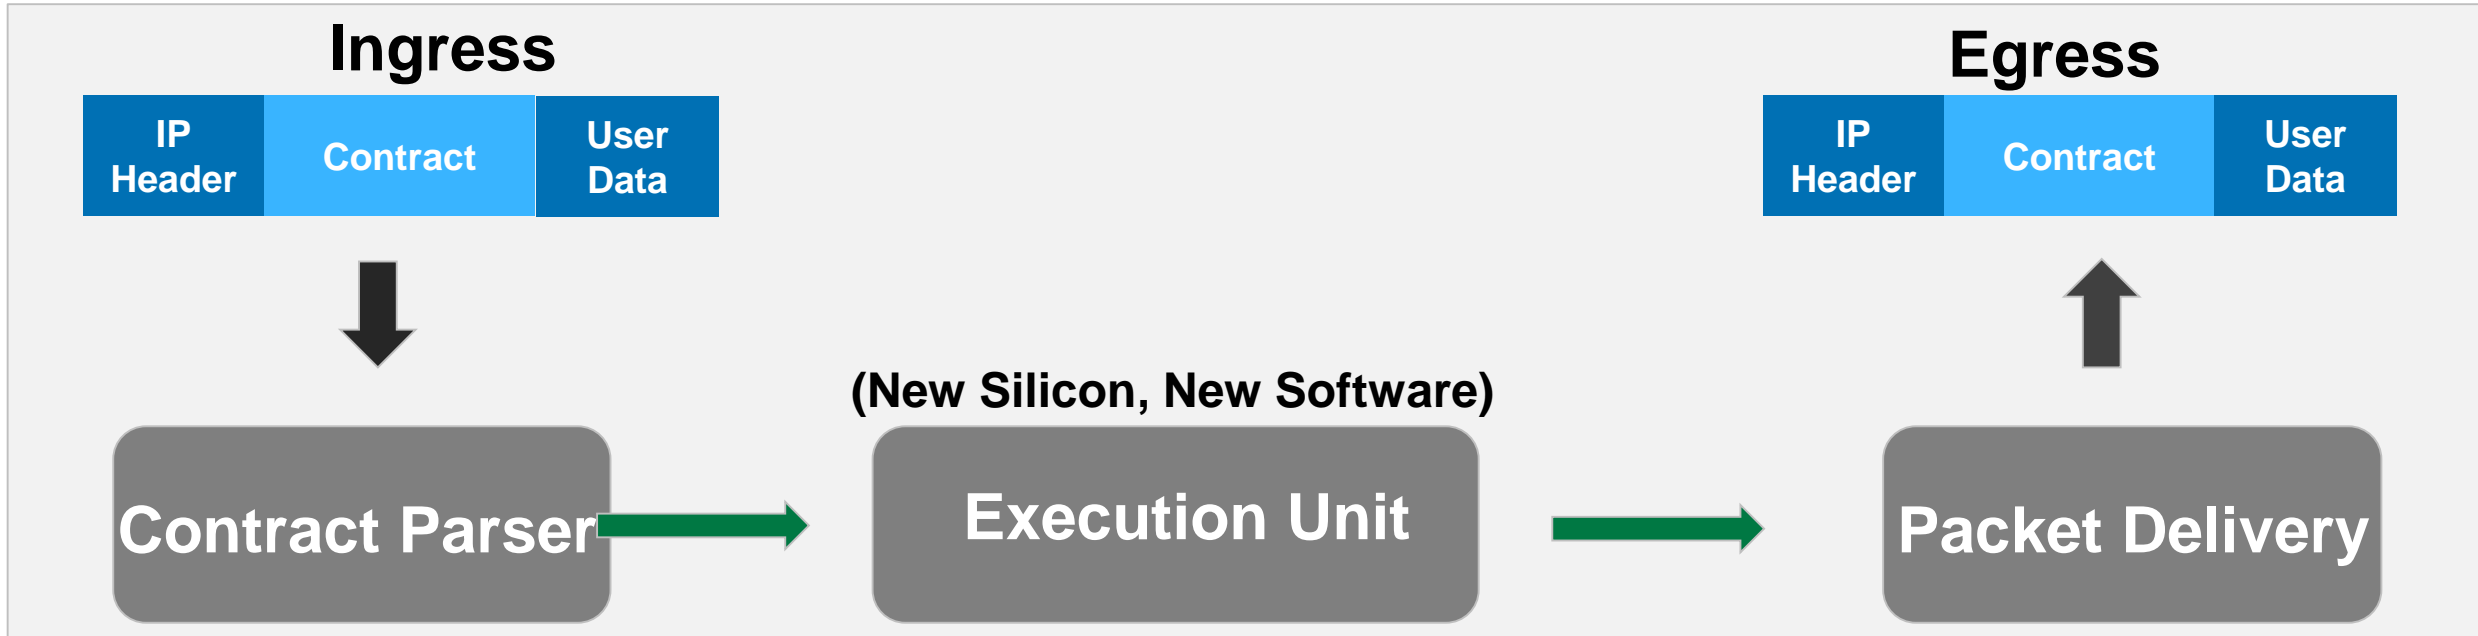 Ingress
Egress
IP
Header
Contract
User
Data
IP
Header
Contract
User
Data
(New Silicon, New Software)
Contract Parser
Execution Unit
Packet Delivery